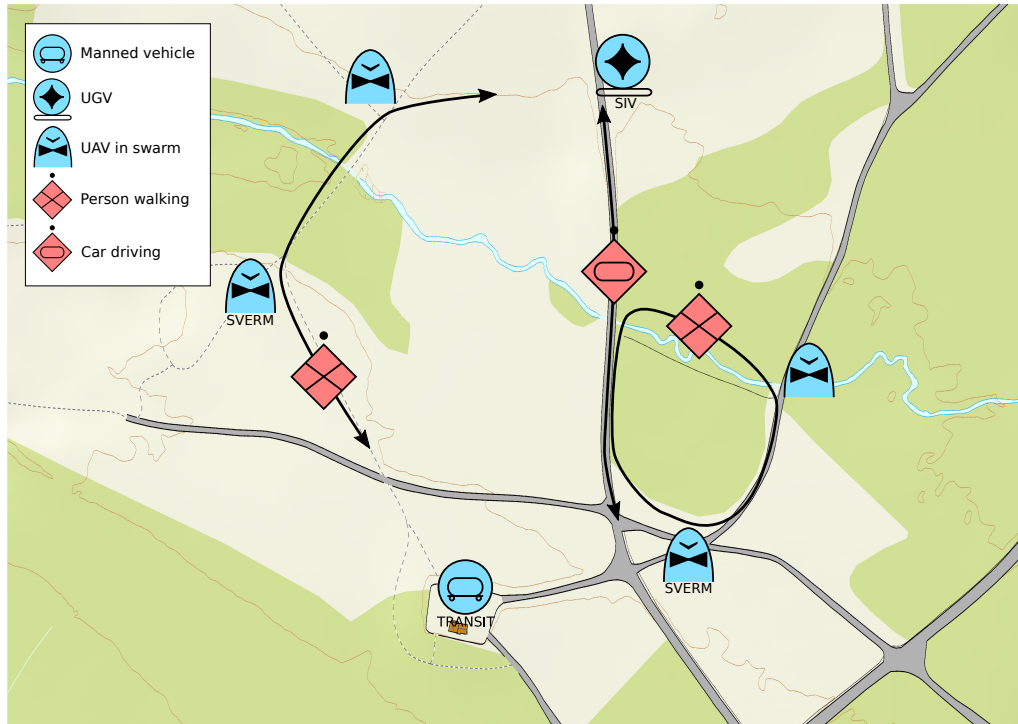 Manned vehicle
UGV
UAV in swarm
Person walking
Car driving
SIV
SVERM
SVERM
TRANSIT